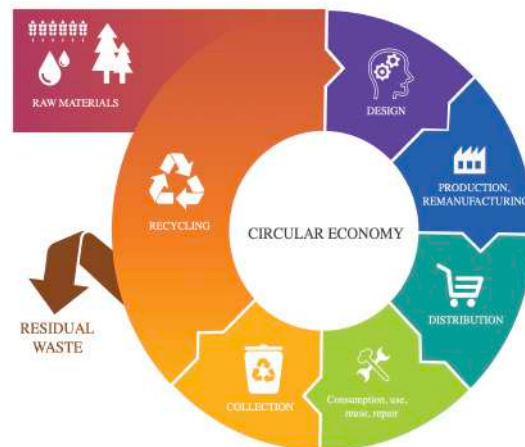 RAW MATERIALS
DESIGN
PRODUCTION,
REMANUFACTURING
RECYCLING
CIRCULAR ECONOMY
DISTRIBUTION
RESIDUAL
WASTE
COLLECTION
Consumption, use,
reuse, repair